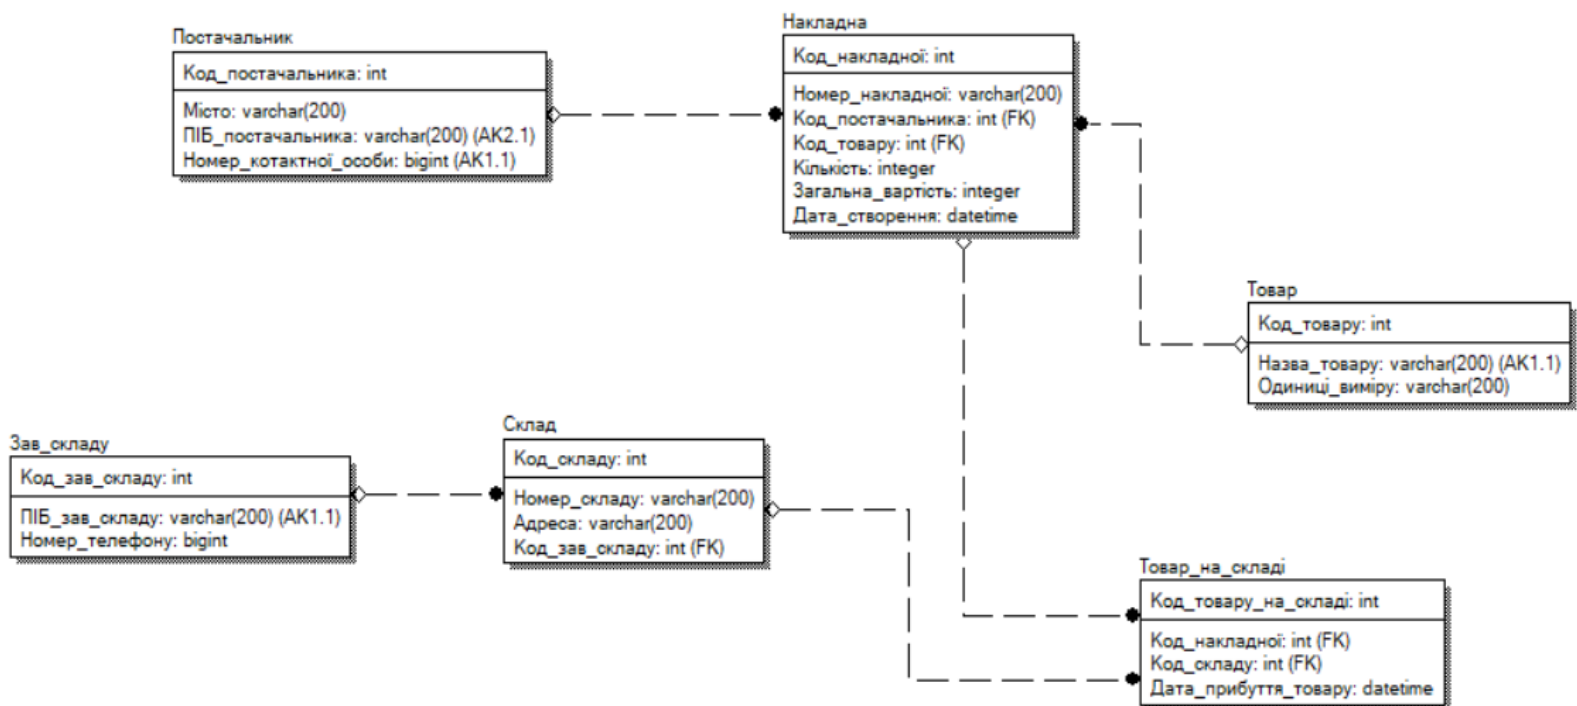 Постачальник
Код_постачальника: int
Місто: varchar(200)
ПІБ_постачальника: varchar(200) (AK2.1)
Номер_котактної_особи: bigint (AK1.1)
Накладна
Код_накладної: int
Номер_накладної: varchar(200)
Код_постачальника: int (FK)
Код_товару: int (FK)
Кількість: integer
Загальна_вартість: integer
Дата_створення: datetime
Товар
Код_товару: int
Назва_товару: varchar(200) (AK1.1)
Одиниці_виміру: varchar(200)
Зав_складу
Код_зав_складу: int
ПІБ_зав_складу: varchar(200) (AK1.1)
Номер_телефону: bigint
Склад
Код_складу: int
Номер_складу: varchar(200)
Адреса: varchar(200)
Код_зав_складу: int (FK)
Товар_на_складі
Код_товару_на_складі: int
Код_накладної: int (FK)
Код_складу: int (FK)
Дата_прибуття_товару: datetime